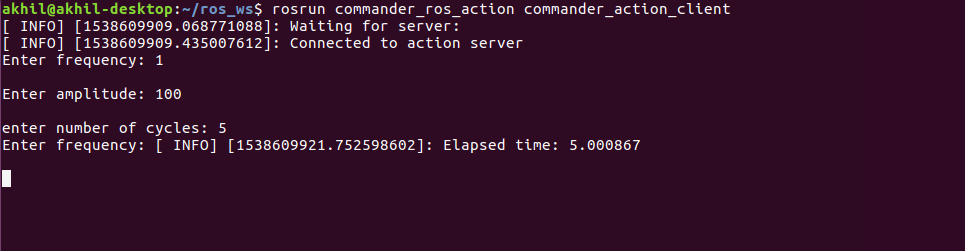 akhil@akhil-desktop:~/ros_ws$ rosrun commander_ros_action commander_action_client
[ INFO] [1538609909.068771088]: Waiting for server:
[ INFO] [1538609909.435007612]: Connected to action server
Enter frequency: 1
Enter amplitude: 100
enter number of cycles: 5
Enter frequency: [ INFO] [1538609921.752598602]: Elapsed time: 5.000867